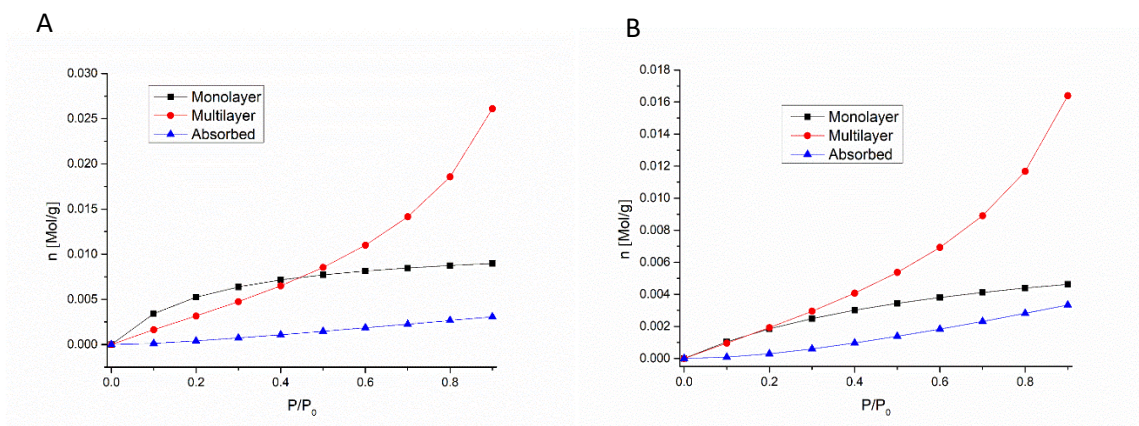 A
B
0.030
0.025
0.020
0.015
0.010
0.005
0.000
n [Mol/g]
Monolayer
Multilayer
Absorbed
0.0 0.2 0.4 0.6 0.8
P/P0
0.018
0.016
0.014
0.012
0.010
0.008
0.006
0.004
0.002
0.000
n [Mol/g]
Monolayer
Multilayer
Absorbed
0.0 0.2 0.4 0.6 0.8
P/P0